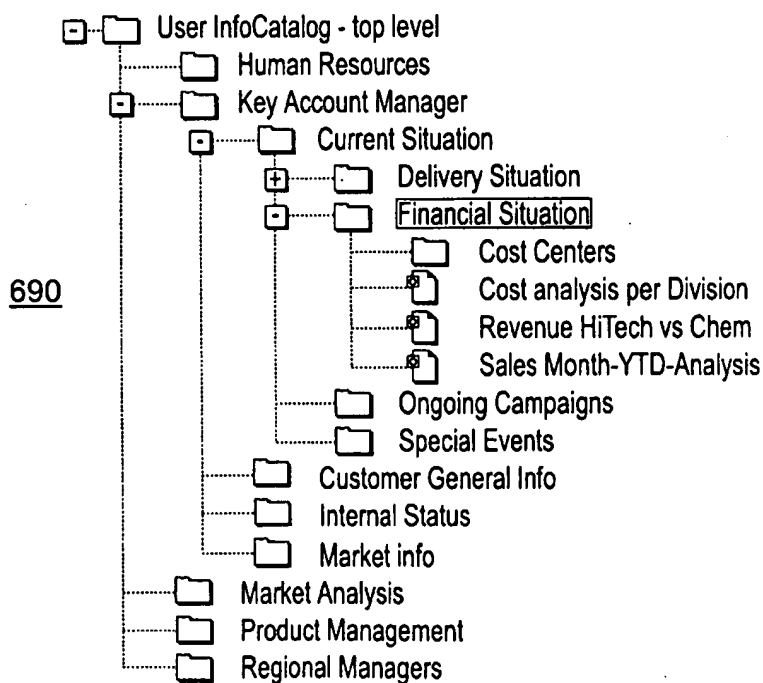 User InfoCatalog - top level
Human Resources
Key Account Manager
Current Situation
Delivery Situation
Financial Situation
Cost Centers
690
Cost analysis per Division
Revenue HiTech vs Chem
Sales Month-YTD-Analysis
Ongoing Campaigns
Special Events
Customer General Info
Internal Status
Market info
Market Analysis
Product Management
Regional Managers